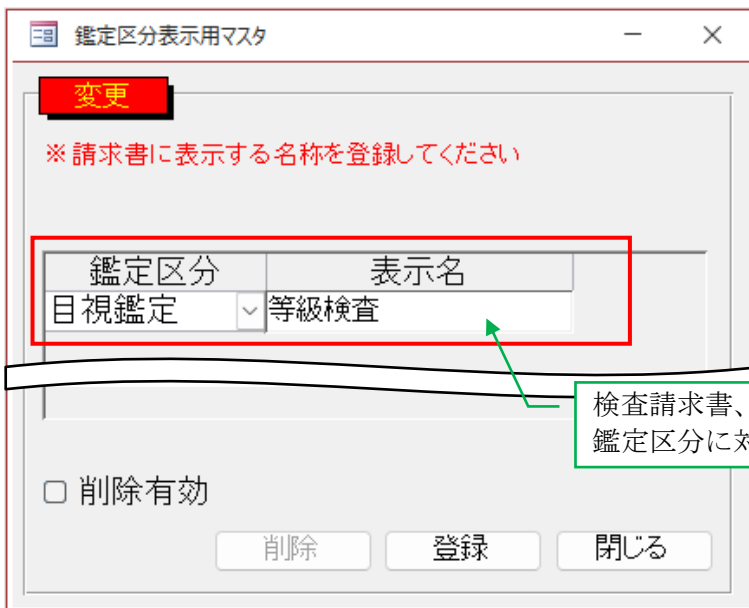 鑑定区分表示用マスタ
変更
※請求書に表示する名称を登録してください
鑑定区分 表示名
目視鑑定 等級検査
検査請求書、
鑑定区分に
削除有効
削除 登録 閉じる